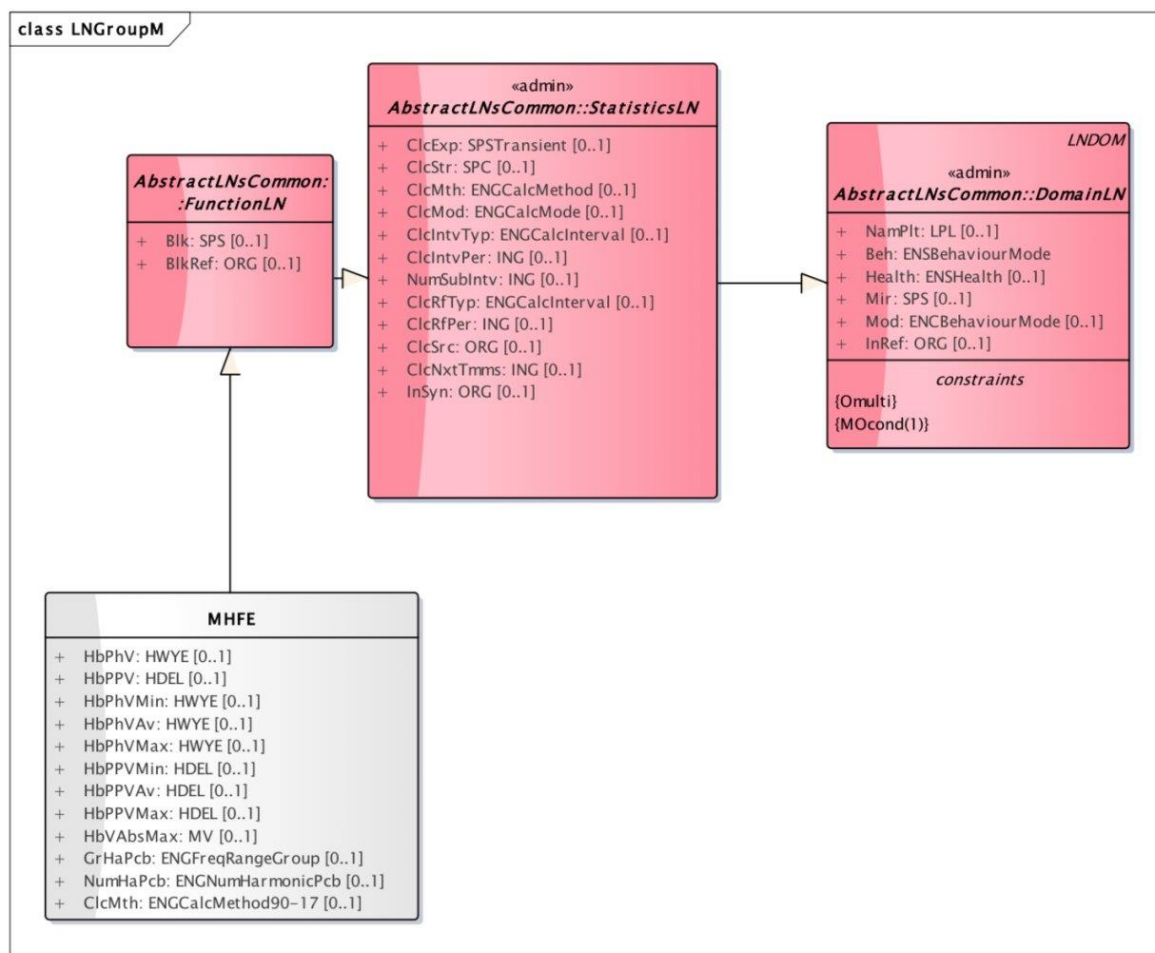 class LNGroupM
«admin»
AbstractLNsCommon::StatisticsLN
+ ClcExp: SPSTransient [0..1]
+ ClcStr: SPC [0..1]
+ ClcMth: ENGCalcMethod [0..1]
+ ClcMod: ENGCalcMode [0..1]
+ ClcIntvTyp: ENGCalcInterval [0..1]
+ ClcIntvPer: ING [0..1]
+ NumSubIntv: ING [0..1]
+ ClcRfTyp: ENGCalcInterval [0..1]
+ ClcRfPer: ING [0..1]
+ ClcSrc: ORG [0..1]
+ ClcNxtTmms: ING [0..1]
+ InSyn: ORG [0..1]
LNDOM
«admin»
AbstractLNsCommon::DomainLN
+ NamPlt: LPL [0..1]
+ Beh: ENSBehaviourMode
+ Health: ENSHealth [0..1]
+ Mir: SPS [0..1]
+ Mod: ENCBehaviourMode [0..1]
+ InRef: ORG [0..1]
constraints
{Omulti}
{MOcond(1)}
AbstractLNsCommon:
:FunctionLN
+ Blk: SPS [0..1]
+ BlkRef: ORG [0..1]
MHFE
+ HbPhV: HWYE [0..1]
+ HbPPV: HDEL [0..1]
+ HbPhVMin: HWYE [0..1]
+ HbPhVAv: HWYE [0..1]
+ HbPhVMax: HWYE [0..1]
+ HbPPVMin: HDEL [0..1]
+ HbPPVAv: HDEL [0..1]
+ HbPPVMax: HDEL [0..1]
+ HbVAbsMax: MV [0..1]
+ GrHaPcb: ENGFreqRangeGroup [0..1]
+ NumHaPcb: ENGNumHarmonicPcb [0..1]
+ ClcMth: ENGCalcMethod90-17 [0..1]